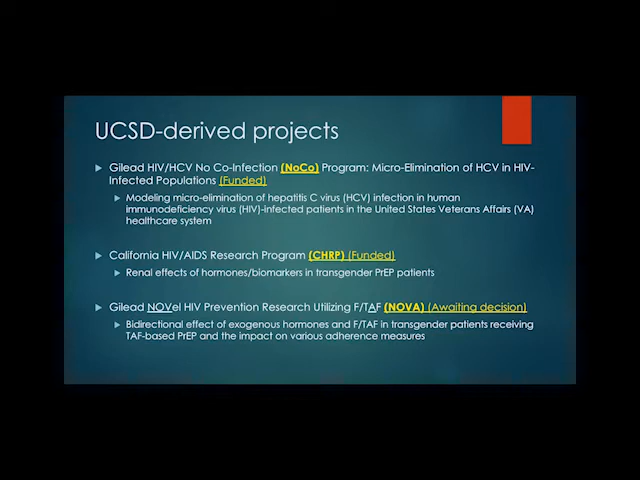 UCSD-derived projects
Gilead HIV/HCV No Co-Infection (NoCo) Program: Micro-Elimination of HCV in HIV-
Infected Populations (Funded)
Modeling micro-elimination of hepatitis C virus (HCV) infection in human
immunodeficiency virus (HIV)-infected patients in the United States Veterans Affairs (VA)
healthcare system
California HIV/AIDS Research Program (CHRP) (Funded)
Renal effects of hormones/biomarkers in transgender PrEP patients
Gilead NOVel HIV Prevention Research Utilizing F/TAF (NOVA) (Awaiting decision)
Bidirectional effect of exogenous hormones and F/TAF in transgender patients receiving
TAF-based PrEP and the impact on various adherence measures